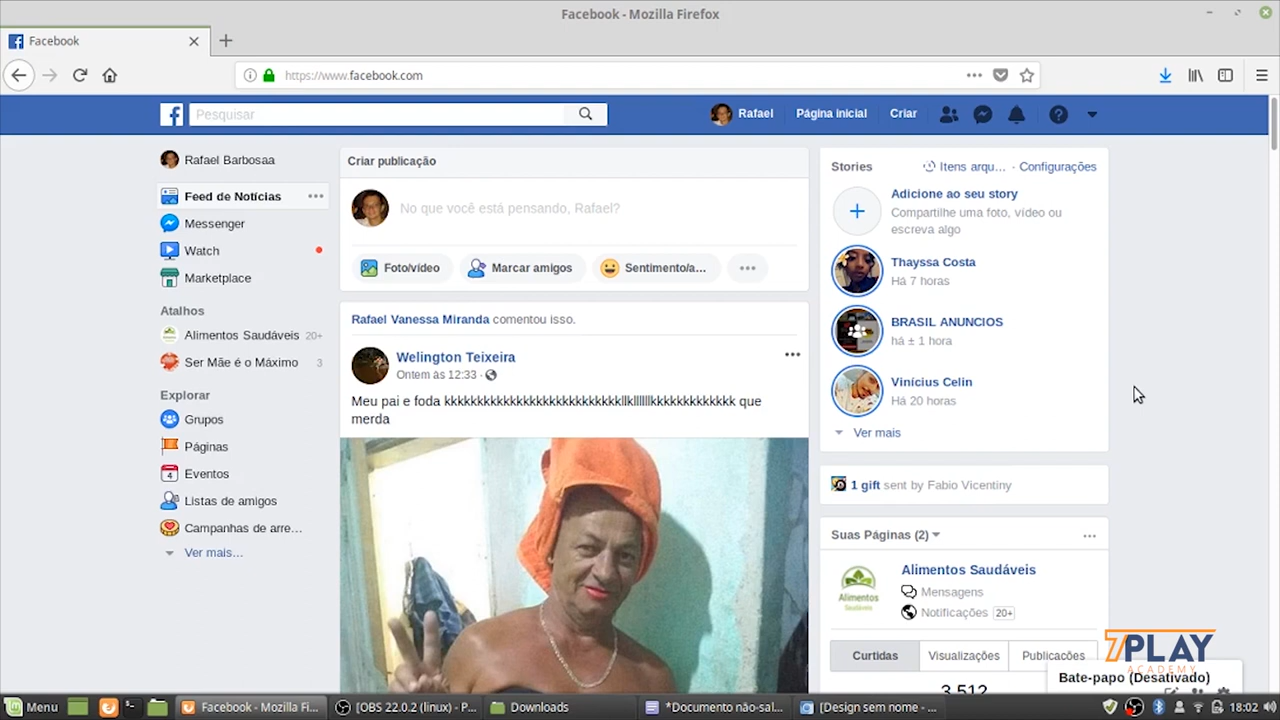 Facebook - Mozilla Firefox
Facebook
https://www.facebook.com
Pesquisar
Rafael
Página inicial
Criar
Rafael Barbosaa
Feed de Notícias
Messenger
Watch
Marketplace
Atalhos
Alimentos Saudáveis 20+
Ser Mãe é o Máximo 3
Explorar
Grupos
Páginas
4
Eventos
Listas de amigos
Campanhas de arre...
Ver mais...
Criar publicação
No que você está pensando, Rafael?
Foto/vídeo
Marcar amigos
Sentimento/a...
Rafael Vanessa Miranda comentou isso.
Welington Teixeira
Ontem às 12:33 ·
Meu pai e foda kkkkkkkkkkkkkkkkkkkkkkkkkkkllkllllllkkkkkkkkkkkkk que
merda
Stories
Itens arqu... · Configurações
Adicione ao seu story
Compartilhe uma foto, vídeo ou
escreva algo
Thayssa Costa
Há 7 horas
BRASIL ANUNCIOS
há ± 1 hora
Vinícius Celin
Há 20 horas
Ver mais
1 gift sent by Fabio Vicentiny
Suas Páginas (2)
Alimentos
Saudáveis
Alimentos Saudáveis
Mensagens
Notificações 20+
Curtidas
Visualizações
Publicações
3.512
7PLAY
ACADEMY
Bate-papo (Desativado)
Menu
Facebook - Mozilla Fi...
[OBS 22.0.2 (linux) - P...
Downloads
*Documento não-sal...
[Design sem nome - ...
18:02